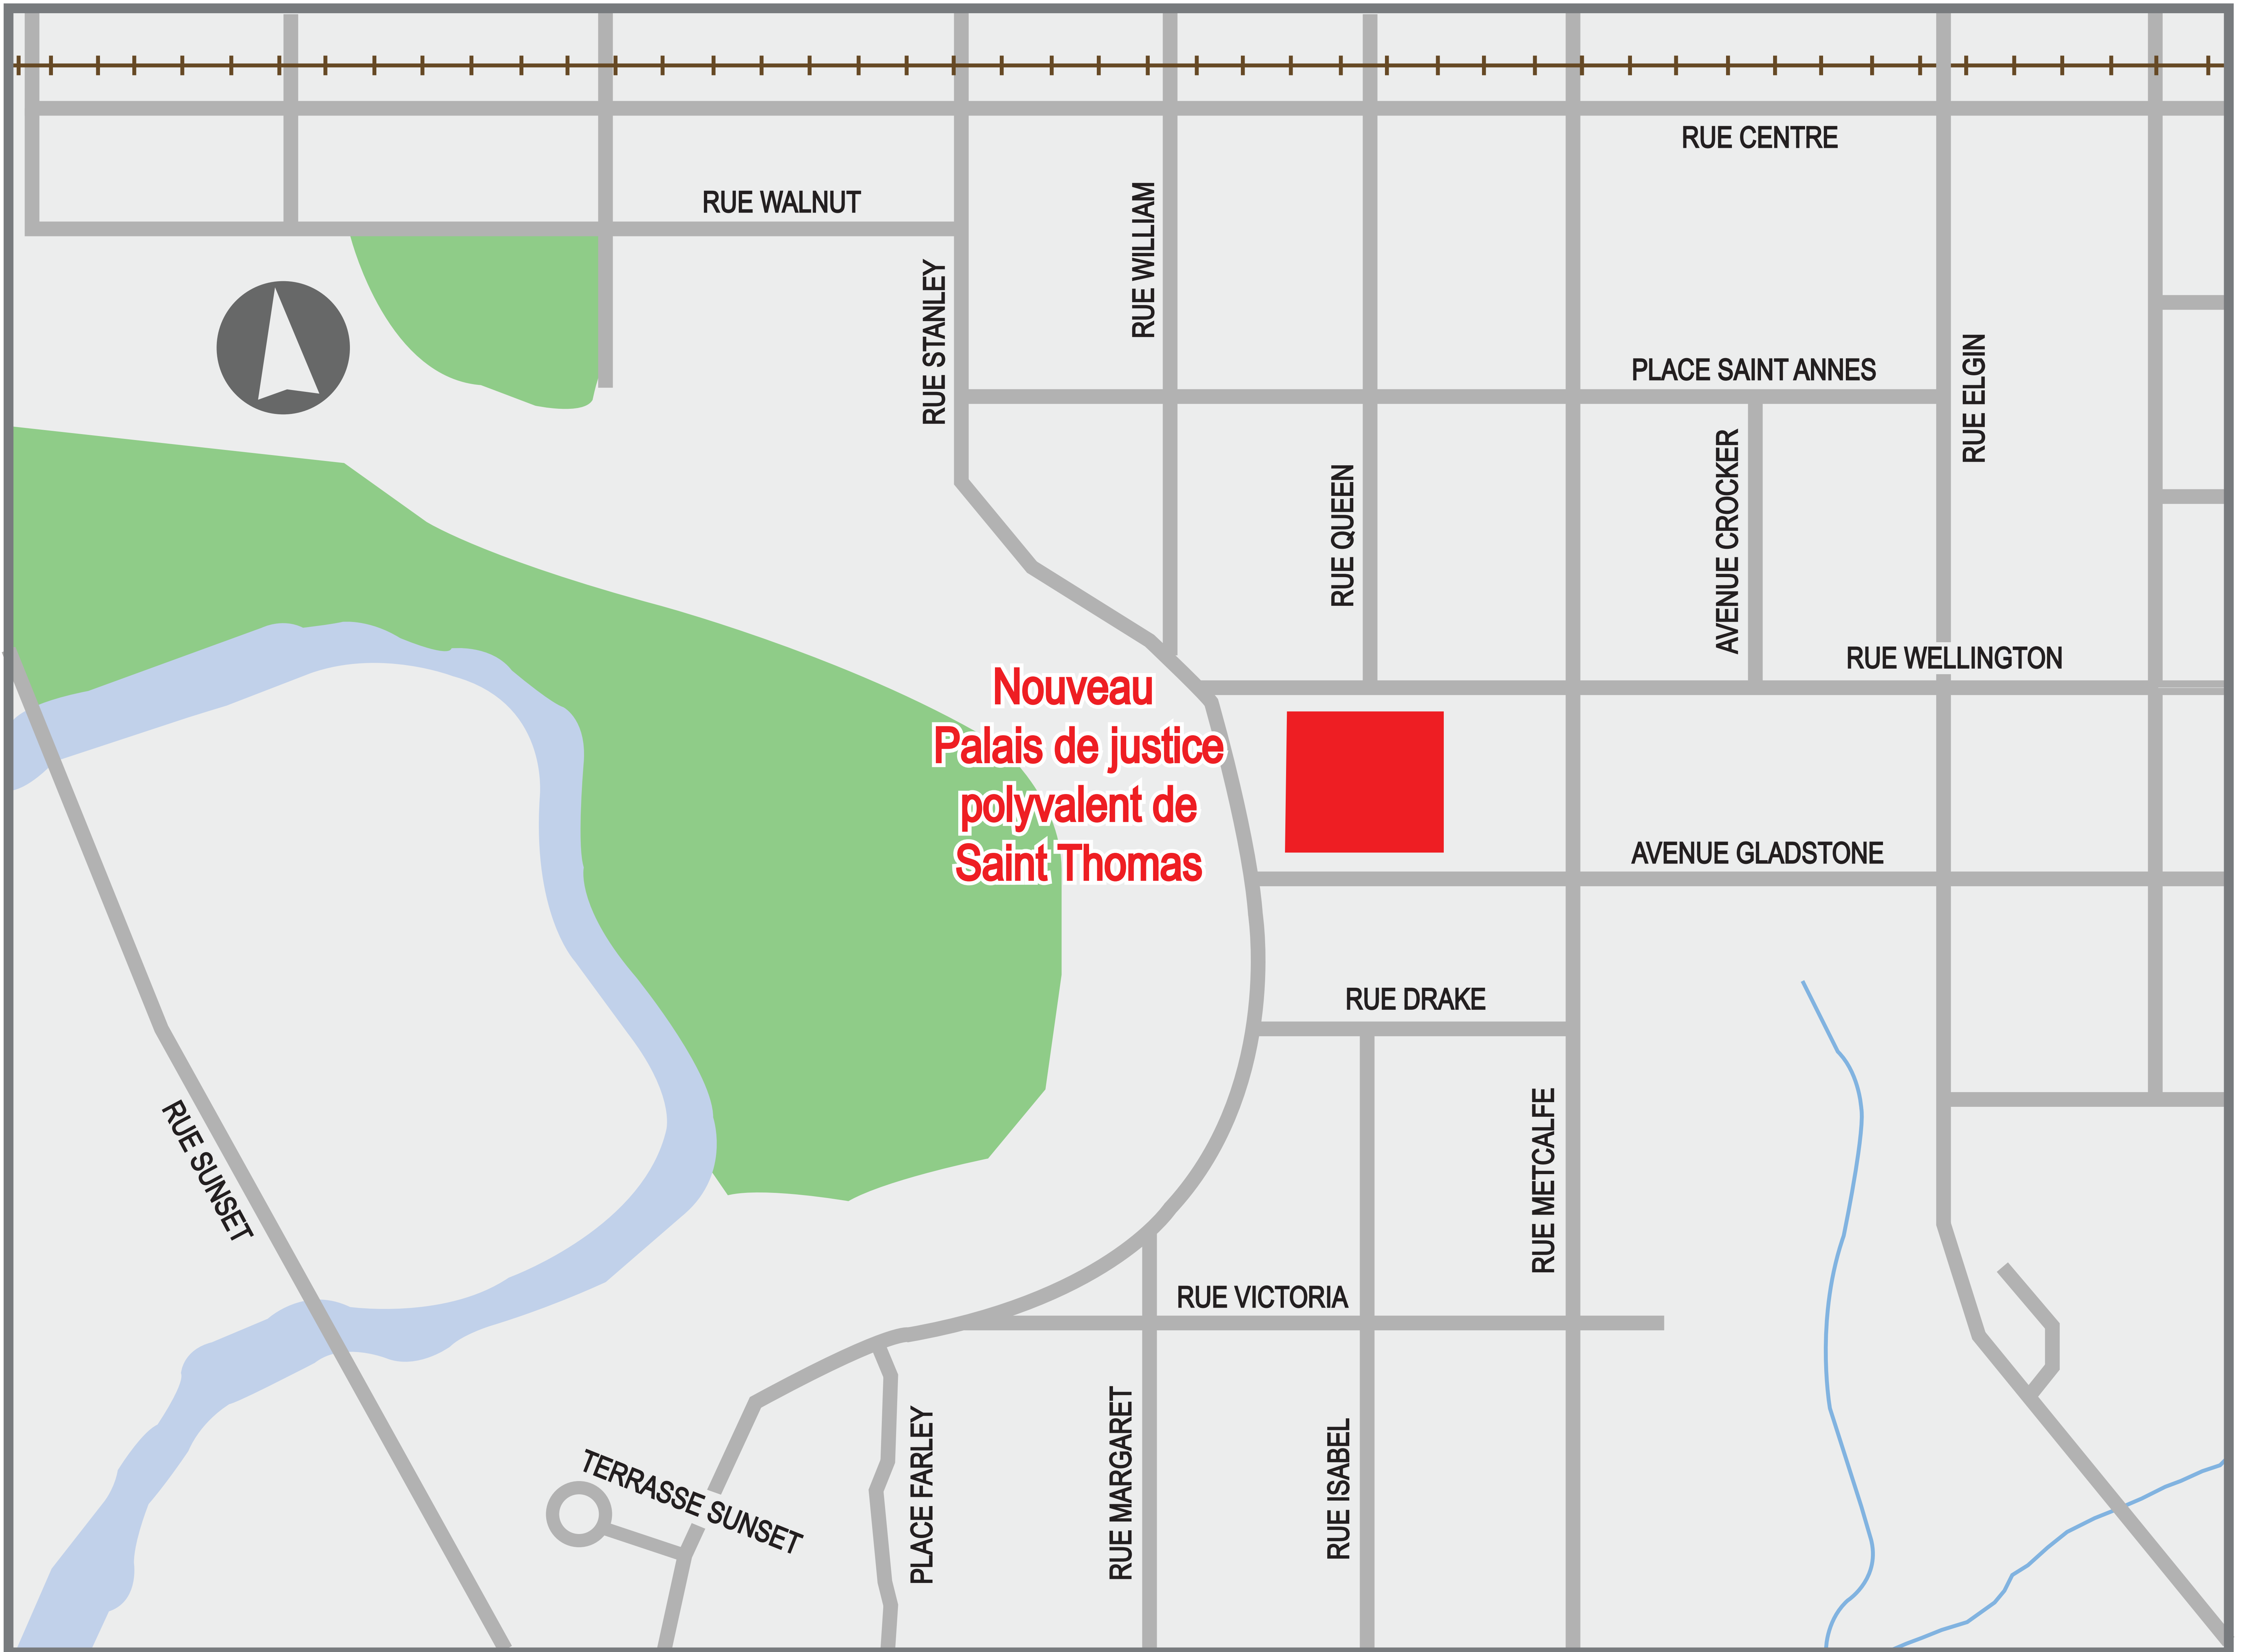 RUE CENTRE
RUE WALNUT
RUE WILLIAM
RUE STANLEY
PLACE SAINT ANNES
RUE ELGIN
AVENUE CROCKER
RUE QUEEN
RUE WELLINGTON
Nouveau
Palais de justice
polyvalent de
Saint Thomas
AVENUE GLADSTONE
RUE DRAKE
RUE METCALFE
RUE SUNSET
RUE VICTORIA
TERRASSE SUNSET
PLACE FARLEY
RUE MARGARET
RUE ISABEL